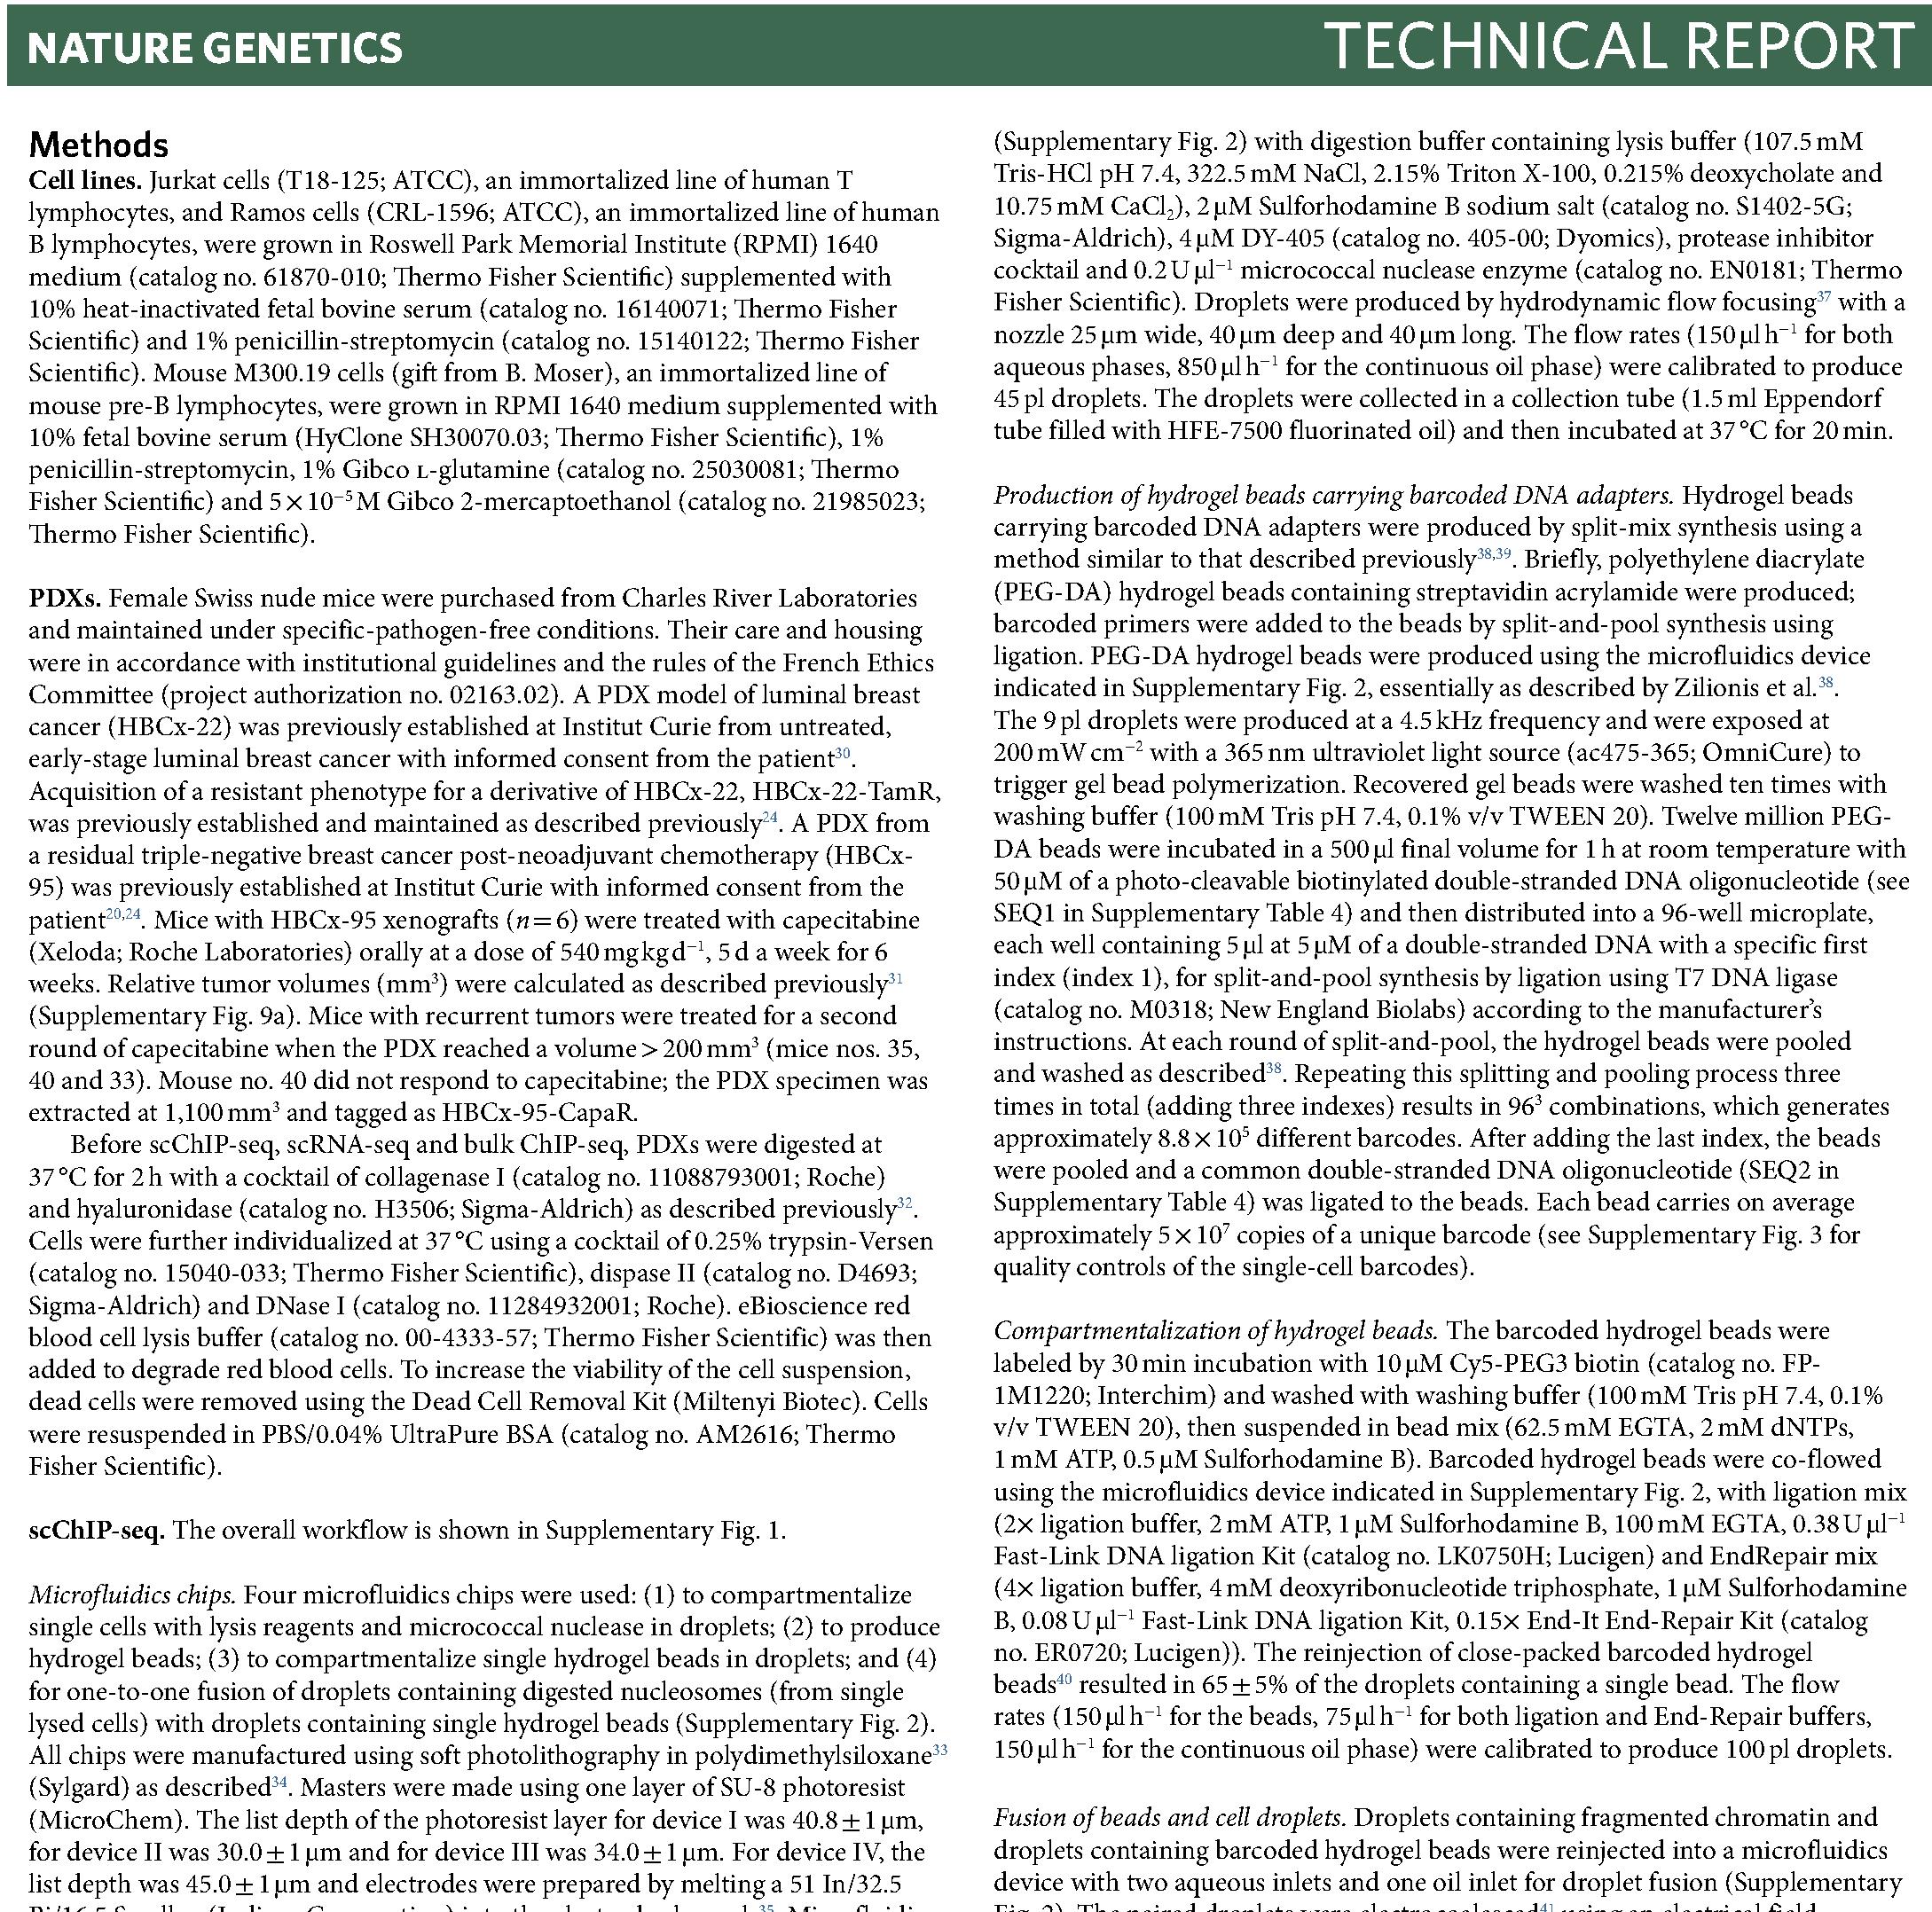 NATURE GENETICS
TECHNICAL REPORT
Methods
Cell lines. Jurkat cells (T18-125; ATCC), an immortalized line of human T
lymphocytes, and Ramos cells (CRL-1596; ATCC), an immortalized line of human
B lymphocytes, were grown in Roswell Park Memorial Institute (RPMI) 1640
medium (catalog no. 61870-010; Thermo Fisher Scientific) supplemented with
10% heat-inactivated fetal bovine serum (catalog no. 16140071; Thermo Fisher
Scientific) and 1% penicillin-streptomycin (catalog no. 15140122; Thermo Fisher
Scientific). Mouse M300.19 cells (gift from B. Moser), an immortalized line of
mouse pre-B lymphocytes, were grown in RPMI 1640 medium supplemented with
10% fetal bovine serum (HyClone SH30070.03; Thermo Fisher Scientific), 1%
penicillin-streptomycin, 1% Gibco L-glutamine (catalog no. 25030081; Thermo
Fisher Scientific) and 5 × 10⁻⁵ M Gibco 2-mercaptoethanol (catalog no. 21985023;
Thermo Fisher Scientific).
PDXs. Female Swiss nude mice were purchased from Charles River Laboratories
and maintained under specific-pathogen-free conditions. Their care and housing
were in accordance with institutional guidelines and the rules of the French Ethics
Committee (project authorization no. 02163.02). A PDX model of luminal breast
cancer (HBCx-22) was previously established at Institut Curie from untreated,
early-stage luminal breast cancer with informed consent from the patient³⁰.
Acquisition of a resistant phenotype for a derivative of HBCx-22, HBCx-22-TamR,
was previously established and maintained as described previously²⁴. A PDX from
a residual triple-negative breast cancer post-neoadjuvant chemotherapy (HBCx-
95) was previously established at Institut Curie with informed consent from the
patient²⁰,²⁴. Mice with HBCx-95 xenografts (n = 6) were treated with capecitabine
(Xeloda; Roche Laboratories) orally at a dose of 540 mg kg d⁻¹, 5 d a week for 6
weeks. Relative tumor volumes (mm³) were calculated as described previously³¹
(Supplementary Fig. 9a). Mice with recurrent tumors were treated for a second
round of capecitabine when the PDX reached a volume > 200 mm³ (mice nos. 35,
40 and 33). Mouse no. 40 did not respond to capecitabine; the PDX specimen was
extracted at 1,100 mm³ and tagged as HBCx-95-CapaR.
Before scChIP-seq, scRNA-seq and bulk ChIP-seq, PDXs were digested at
37 °C for 2 h with a cocktail of collagenase I (catalog no. 11088793001; Roche)
and hyaluronidase (catalog no. H3506; Sigma-Aldrich) as described previously³².
Cells were further individualized at 37 °C using a cocktail of 0.25% trypsin-Versen
(catalog no. 15040-033; Thermo Fisher Scientific), dispase II (catalog no. D4693;
Sigma-Aldrich) and DNase I (catalog no. 11284932001; Roche). eBioscience red
blood cell lysis buffer (catalog no. 00-4333-57; Thermo Fisher Scientific) was then
added to degrade red blood cells. To increase the viability of the cell suspension,
dead cells were removed using the Dead Cell Removal Kit (Miltenyi Biotec). Cells
were resuspended in PBS/0.04% UltraPure BSA (catalog no. AM2616; Thermo
Fisher Scientific).
scChIP-seq. The overall workflow is shown in Supplementary Fig. 1.
Microfluidics chips. Four microfluidics chips were used: (1) to compartmentalize
single cells with lysis reagents and micrococcal nuclease in droplets; (2) to produce
hydrogel beads; (3) to compartmentalize single hydrogel beads in droplets; and (4)
for one-to-one fusion of droplets containing digested nucleosomes (from single
lysed cells) with droplets containing single hydrogel beads (Supplementary Fig. 2).
All chips were manufactured using soft photolithography in polydimethylsiloxane³³
(Sylgard) as described³⁴. Masters were made using one layer of SU-8 photoresist
(MicroChem). The list depth of the photoresist layer for device I was 40.8 ± 1 µm,
for device II was 30.0 ± 1 µm and for device III was 34.0 ± 1 µm. For device IV, the
list depth was 45.0 ± 1 µm and electrodes were prepared by melting a 51 In/32.5
(Supplementary Fig. 2) with digestion buffer containing lysis buffer (107.5 mM
Tris-HCl pH 7.4, 322.5 mM NaCl, 2.15% Triton X-100, 0.215% deoxycholate and
10.75 mM CaCl₂), 2 µM Sulforhodamine B sodium salt (catalog no. S1402-5G;
Sigma-Aldrich), 4 µM DY-405 (catalog no. 405-00; Dyomics), protease inhibitor
cocktail and 0.2 U µl⁻¹ micrococcal nuclease enzyme (catalog no. EN0181; Thermo
Fisher Scientific). Droplets were produced by hydrodynamic flow focusing³⁷ with a
nozzle 25 µm wide, 40 µm deep and 40 µm long. The flow rates (150 µl h⁻¹ for both
aqueous phases, 850 µl h⁻¹ for the continuous oil phase) were calibrated to produce
45 pl droplets. The droplets were collected in a collection tube (1.5 ml Eppendorf
tube filled with HFE-7500 fluorinated oil) and then incubated at 37 °C for 20 min.
Production of hydrogel beads carrying barcoded DNA adapters. Hydrogel beads
carrying barcoded DNA adapters were produced by split-mix synthesis using a
method similar to that described previously³⁸,³⁹. Briefly, polyethylene diacrylate
(PEG-DA) hydrogel beads containing streptavidin acrylamide were produced;
barcoded primers were added to the beads by split-and-pool synthesis using
ligation. PEG-DA hydrogel beads were produced using the microfluidics device
indicated in Supplementary Fig. 2, essentially as described by Zilionis et al.³⁸.
The 9 pl droplets were produced at a 4.5 kHz frequency and were exposed at
200 mW cm⁻² with a 365 nm ultraviolet light source (ac475-365; OmniCure) to
trigger gel bead polymerization. Recovered gel beads were washed ten times with
washing buffer (100 mM Tris pH 7.4, 0.1% v/v TWEEN 20). Twelve million PEG-
DA beads were incubated in a 500 µl final volume for 1 h at room temperature with
50 µM of a photo-cleavable biotinylated double-stranded DNA oligonucleotide (see
SEQ1 in Supplementary Table 4) and then distributed into a 96-well microplate,
each well containing 5 µl at 5 µM of a double-stranded DNA with a specific first
index (index 1), for split-and-pool synthesis by ligation using T7 DNA ligase
(catalog no. M0318; New England Biolabs) according to the manufacturer's
instructions. At each round of split-and-pool, the hydrogel beads were pooled
and washed as described³⁸. Repeating this splitting and pooling process three
times in total (adding three indexes) results in 96³ combinations, which generates
approximately 8.8 × 10⁵ different barcodes. After adding the last index, the beads
were pooled and a common double-stranded DNA oligonucleotide (SEQ2 in
Supplementary Table 4) was ligated to the beads. Each bead carries on average
approximately 5 × 10⁷ copies of a unique barcode (see Supplementary Fig. 3 for
quality controls of the single-cell barcodes).
Compartmentalization of hydrogel beads. The barcoded hydrogel beads were
labeled by 30 min incubation with 10 µM Cy5-PEG3 biotin (catalog no. FP-
1M1220; Interchim) and washed with washing buffer (100 mM Tris pH 7.4, 0.1%
v/v TWEEN 20), then suspended in bead mix (62.5 mM EGTA, 2 mM dNTPs,
1 mM ATP, 0.5 µM Sulforhodamine B). Barcoded hydrogel beads were co-flowed
using the microfluidics device indicated in Supplementary Fig. 2, with ligation mix
(2× ligation buffer, 2 mM ATP, 1 µM Sulforhodamine B, 100 mM EGTA, 0.38 U µl⁻¹
Fast-Link DNA ligation Kit (catalog no. LK0750H; Lucigen) and EndRepair mix
(4× ligation buffer, 4 mM deoxyribonucleotide triphosphate, 1 µM Sulforhodamine
B, 0.08 U µl⁻¹ Fast-Link DNA ligation Kit, 0.15× End-It End-Repair Kit (catalog
no. ER0720; Lucigen)). The reinjection of close-packed barcoded hydrogel
beads⁴⁰ resulted in 65 ± 5% of the droplets containing a single bead. The flow
rates (150 µl h⁻¹ for the beads, 75 µl h⁻¹ for both ligation and End-Repair buffers,
150 µl h⁻¹ for the continuous oil phase) were calibrated to produce 100 pl droplets.
Fusion of beads and cell droplets. Droplets containing fragmented chromatin and
droplets containing barcoded hydrogel beads were reinjected into a microfluidics
device with two aqueous inlets and one oil inlet for droplet fusion (Supplementary